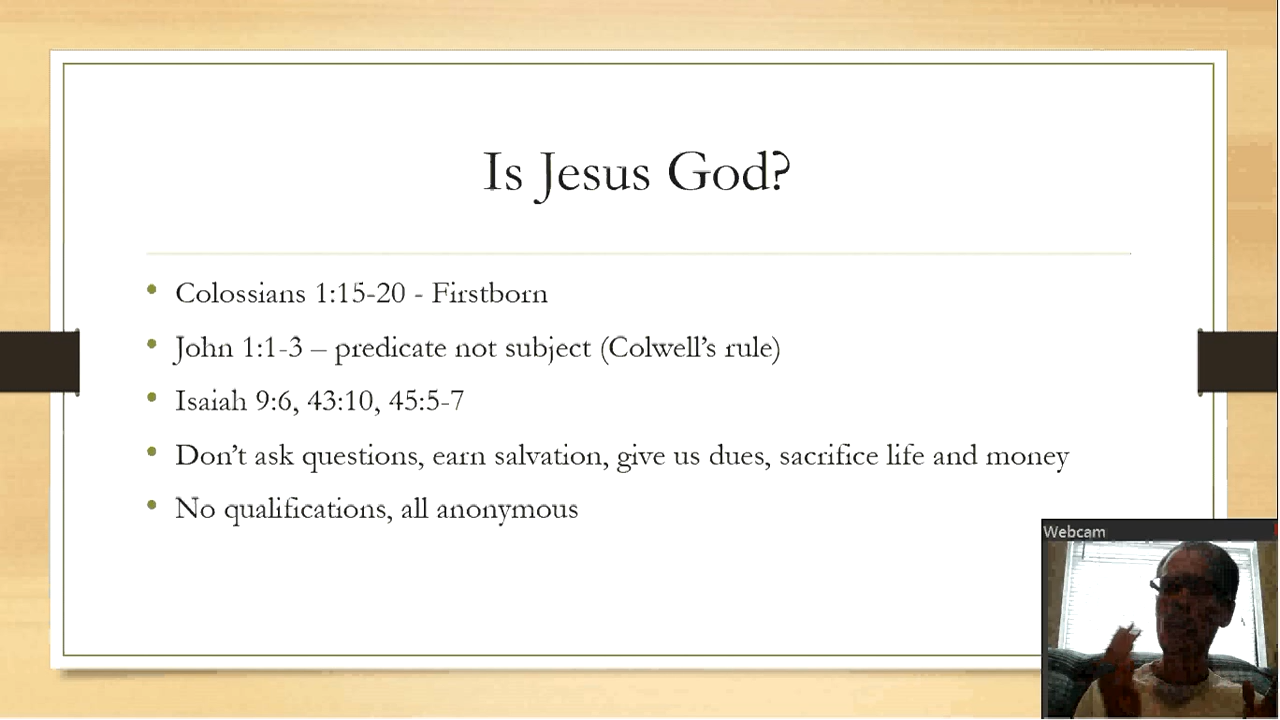 Is Jesus God?
• Colossians 1:15-20 - Firstborn
• John 1:1-3 – predicate not subject (Colwell’s rule)
• Isaiah 9:6, 43:10, 45:5-7
• Don’t ask questions, earn salvation, give us dues, sacrifice life and money
• No qualifications, all anonymous
Webcam